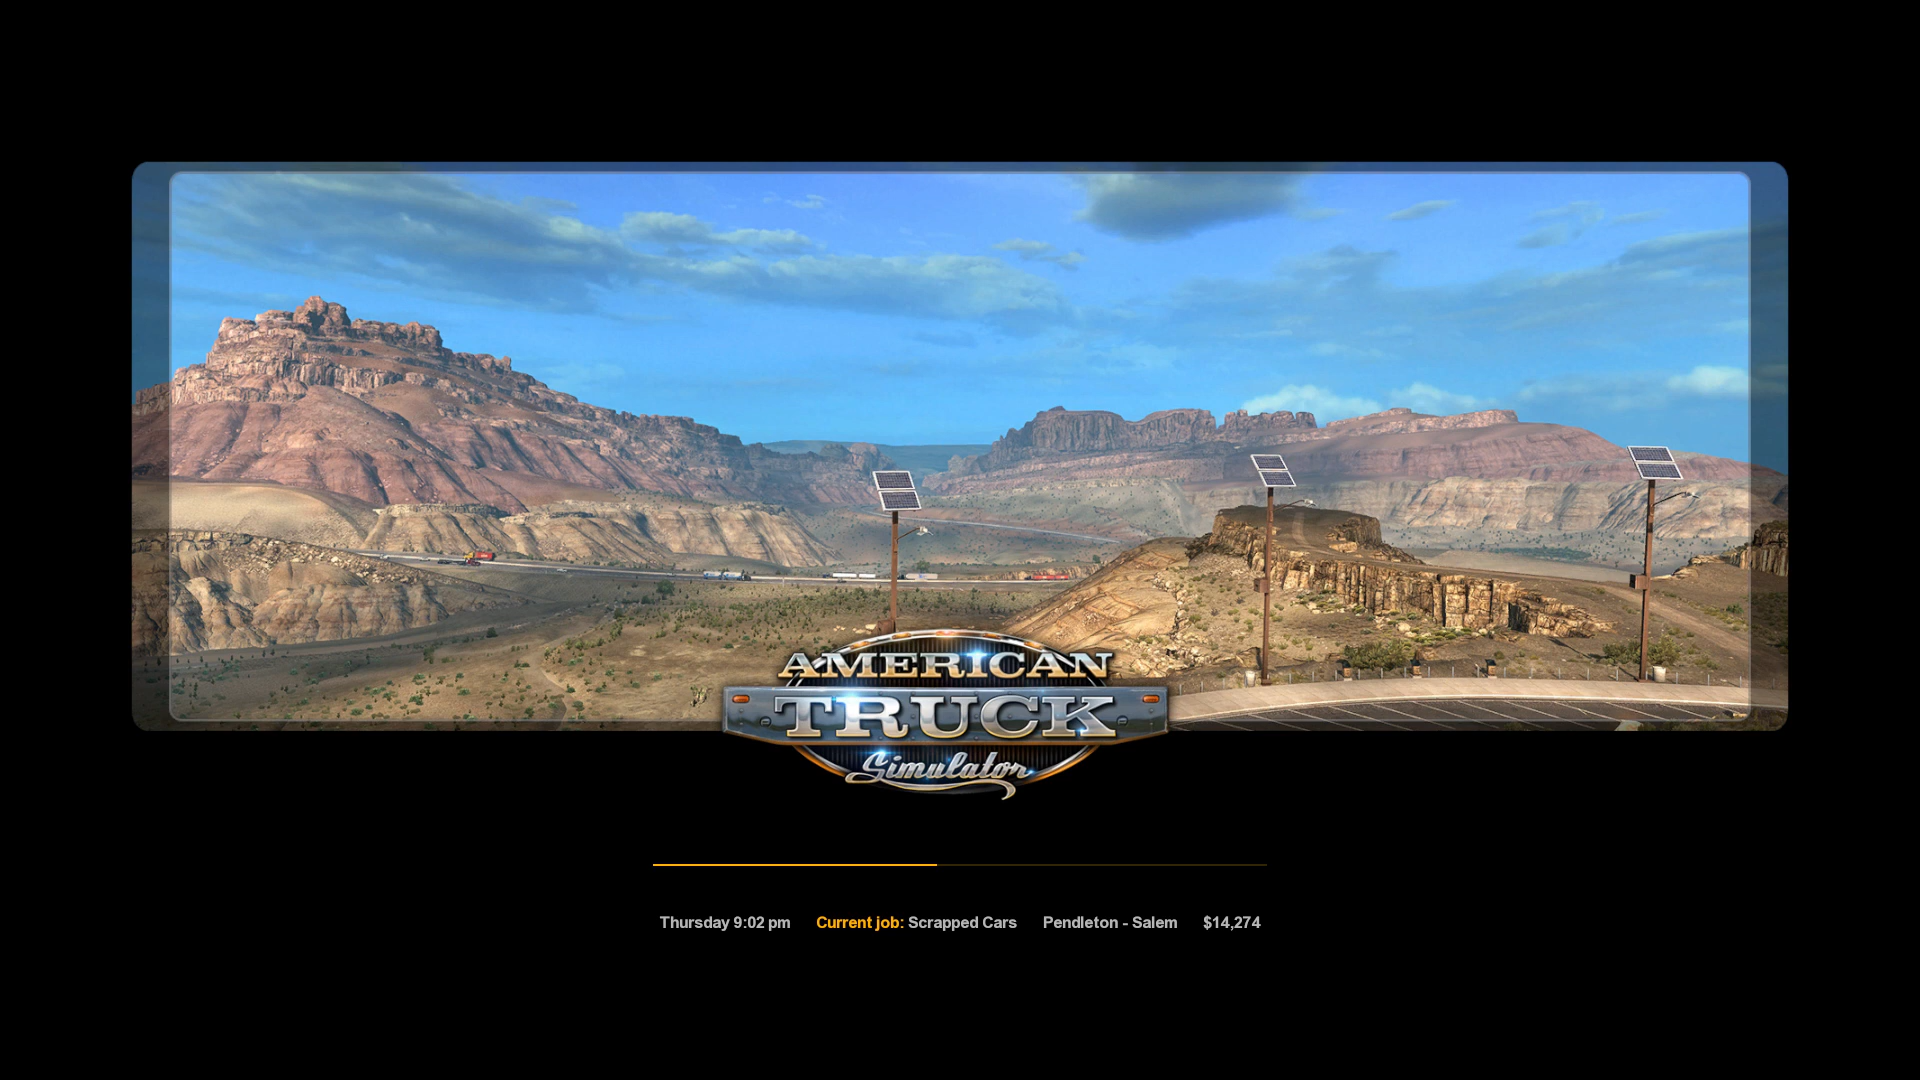 AMERICAN
TRUCK
Simulator
Thursday 9:02 pm Current job: Scrapped Cars Pendleton - Salem $14,274